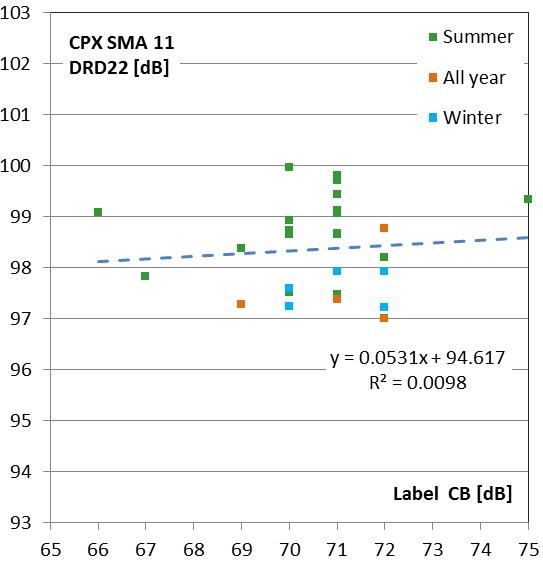 CPX SMA 11
DRD22 [dB]
Summer
All year
Winter
103
102
101
100
99
98
97
96
95
94
93
y = 0.0531x + 94.617
R² = 0.0098
Label  CB [dB]
65 66 67 68 69 70 71 72 73 74 75